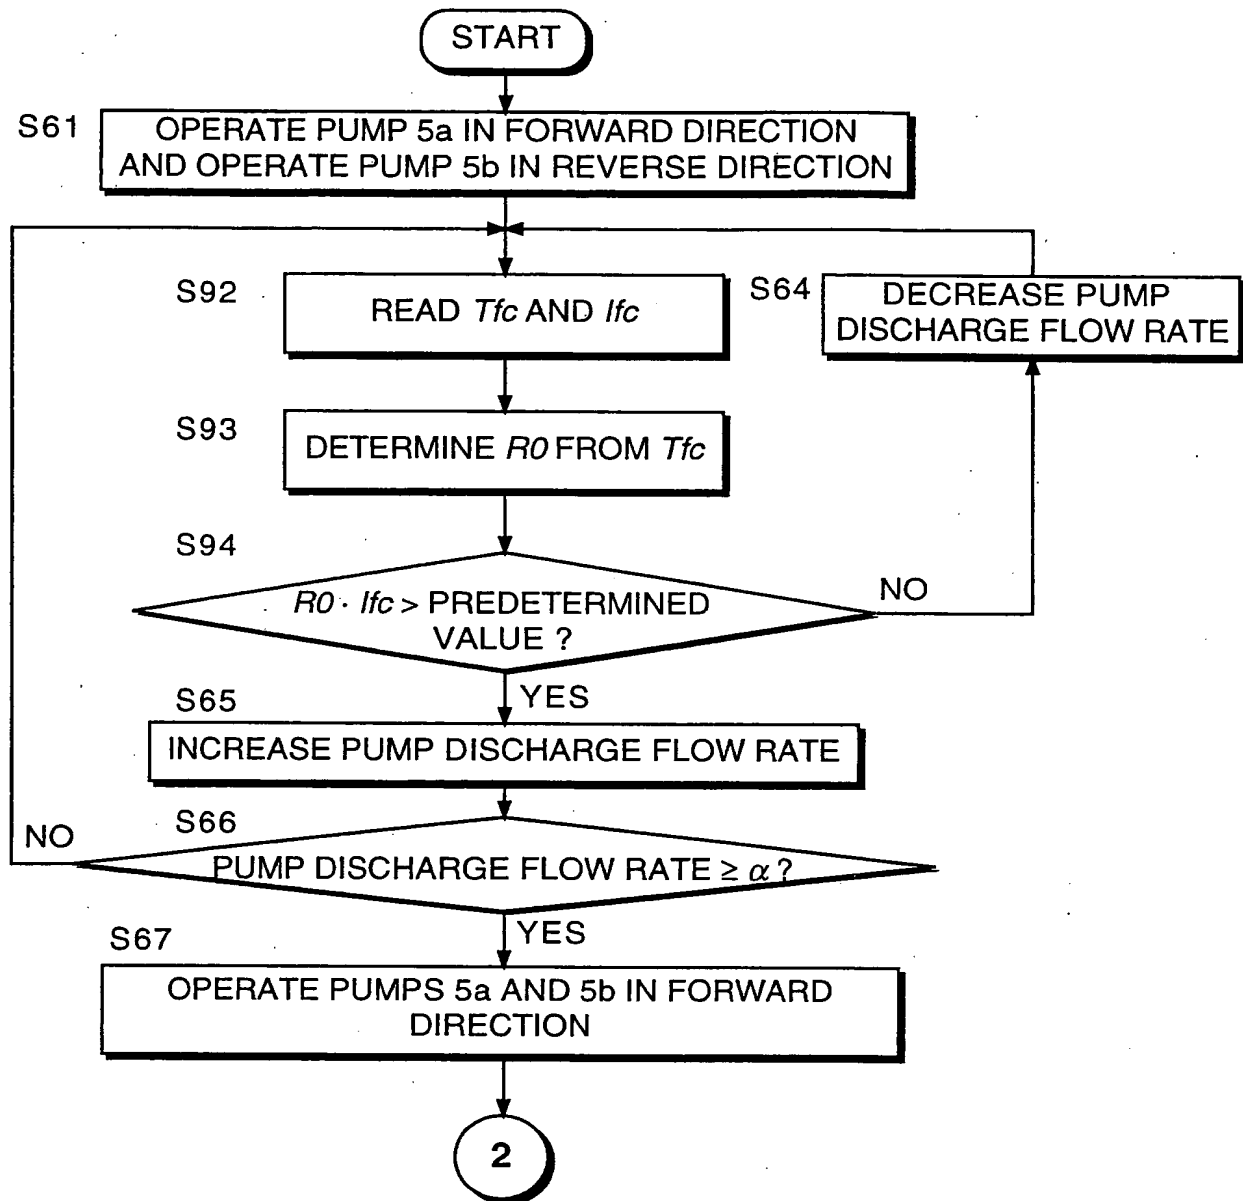 START
S61
OPERATE PUMP 5a IN FORWARD DIRECTION
AND OPERATE PUMP 5b IN REVERSE DIRECTION
S92
READ Tfc AND Ifc
S64
DECREASE PUMP
DISCHARGE FLOW RATE
S93
DETERMINE R0 FROM Tfc
S94
R0 · Ifc > PREDETERMINED
VALUE ?
NO
YES
S65
INCREASE PUMP DISCHARGE FLOW RATE
S66
NO
PUMP DISCHARGE FLOW RATE ≥ α ?
YES
S67
OPERATE PUMPS 5a AND 5b IN FORWARD
DIRECTION
2